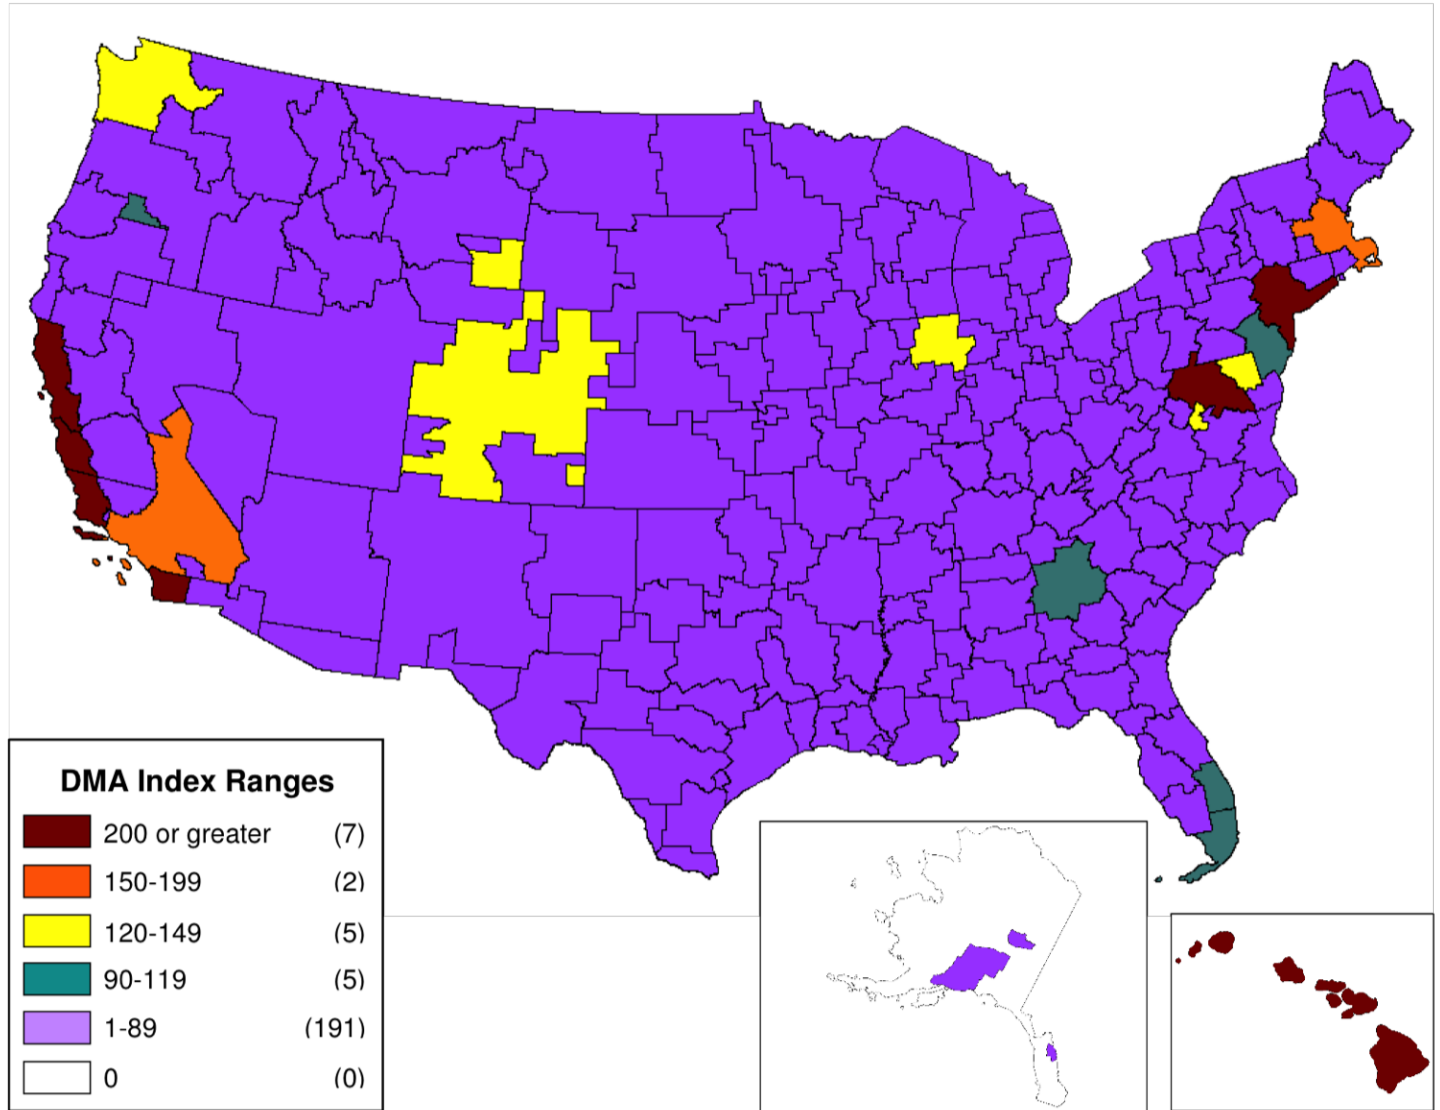 DMA Index Ranges
200 or greater (7)
150-199 (2)
120-149 (5)
90-119 (5)
1-89 (191)
0 (0)